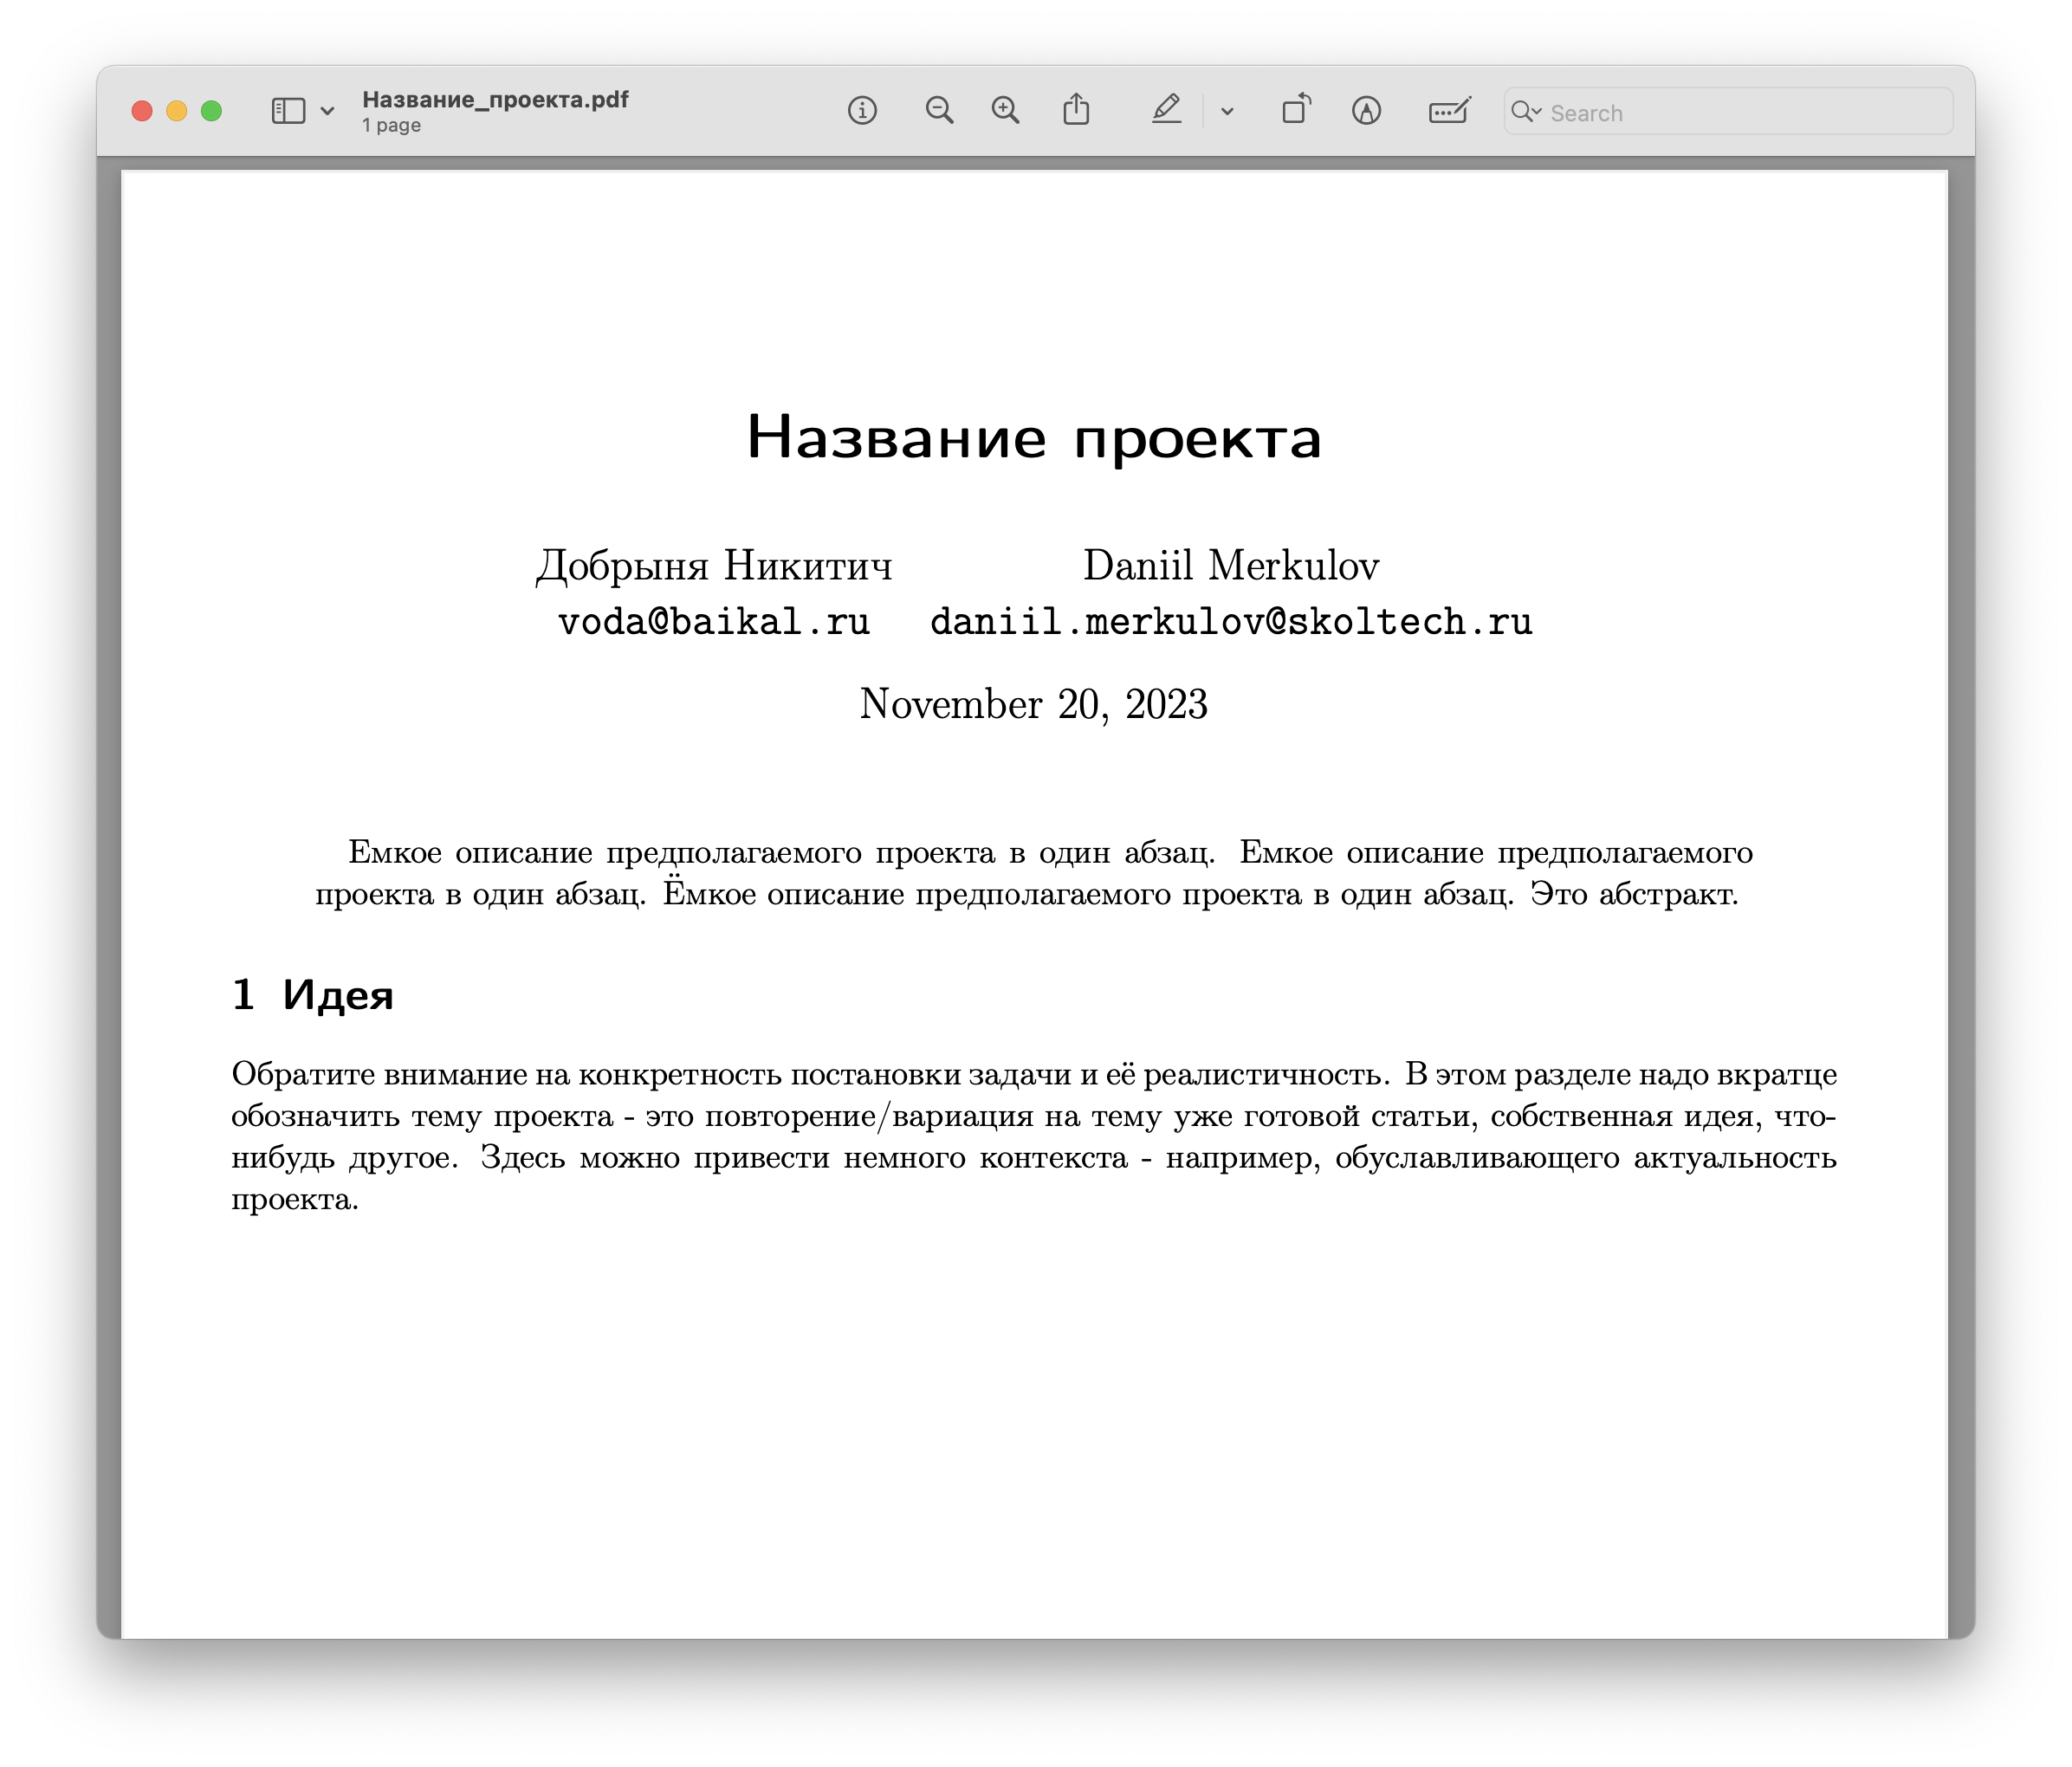 Название_проекта.pdf
1 page
Search
Название проекта
Добрыня Никитич Daniil Merkulov
voda@baikal.ru daniil.merkulov@skoltech.ru
November 20, 2023
Емкое описание предполагаемого проекта в один абзац. Емкое описание предполагаемого
проекта в один абзац. Ёмкое описание предполагаемого проекта в один абзац. Это абстракт.
1 Идея
Обратите внимание на конкретность постановки задачи и её реалистичность. В этом разделе надо вкратце
обозначить тему проекта - это повторение/вариация на тему уже готовой статьи, собственная идея, что-
нибудь другое. Здесь можно привести немного контекста - например, обуславливающего актуальность
проекта.